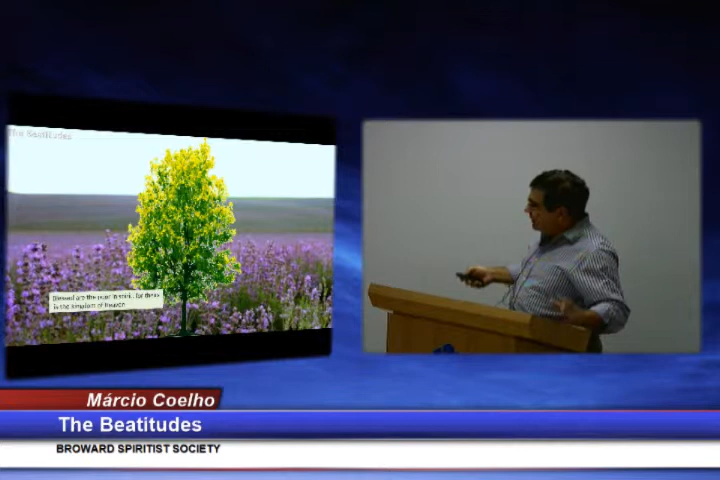 The Beatitudes
Blessed are the poor in spirit, for theirs
is the kingdom of Heaven
Márcio Coelho
The Beatitudes
BROWARD SPIRITIST SOCIETY